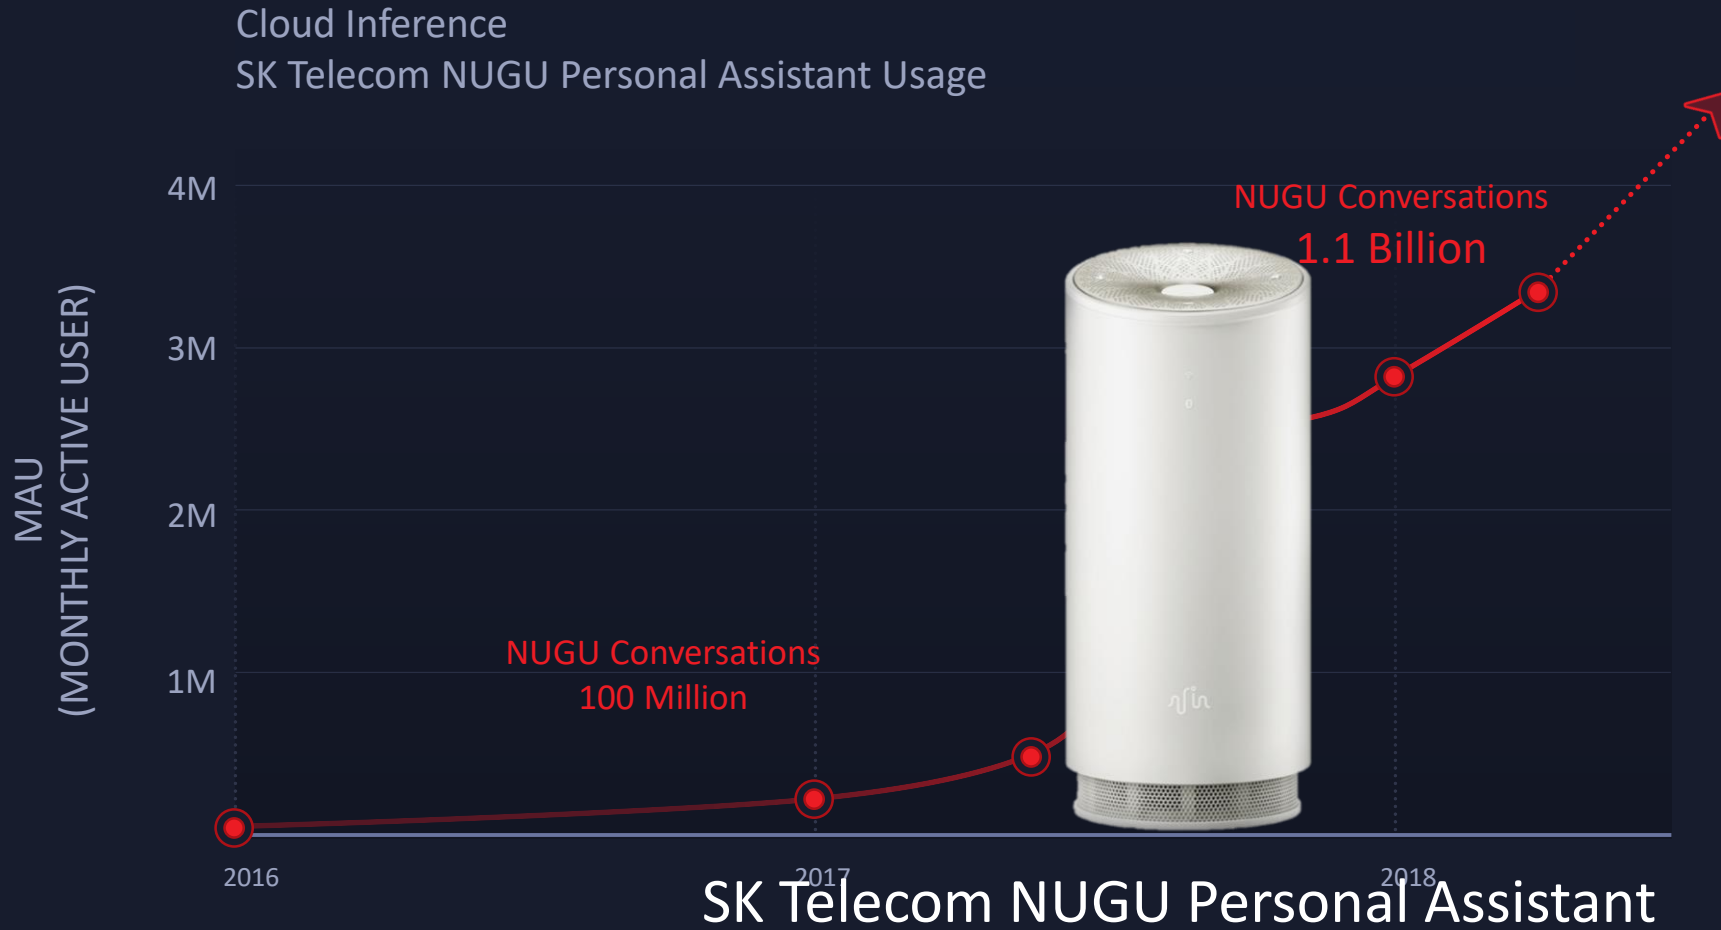 Cloud Inference
SK Telecom NUGU Personal Assistant Usage
4M
3M
2M
1M
MAU
(MONTHLY ACTIVE USER)
NUGU Conversations
1.1 Billion
NUGU Conversations
100 Million
2016
2017
2018
SK Telecom NUGU Personal Assistant